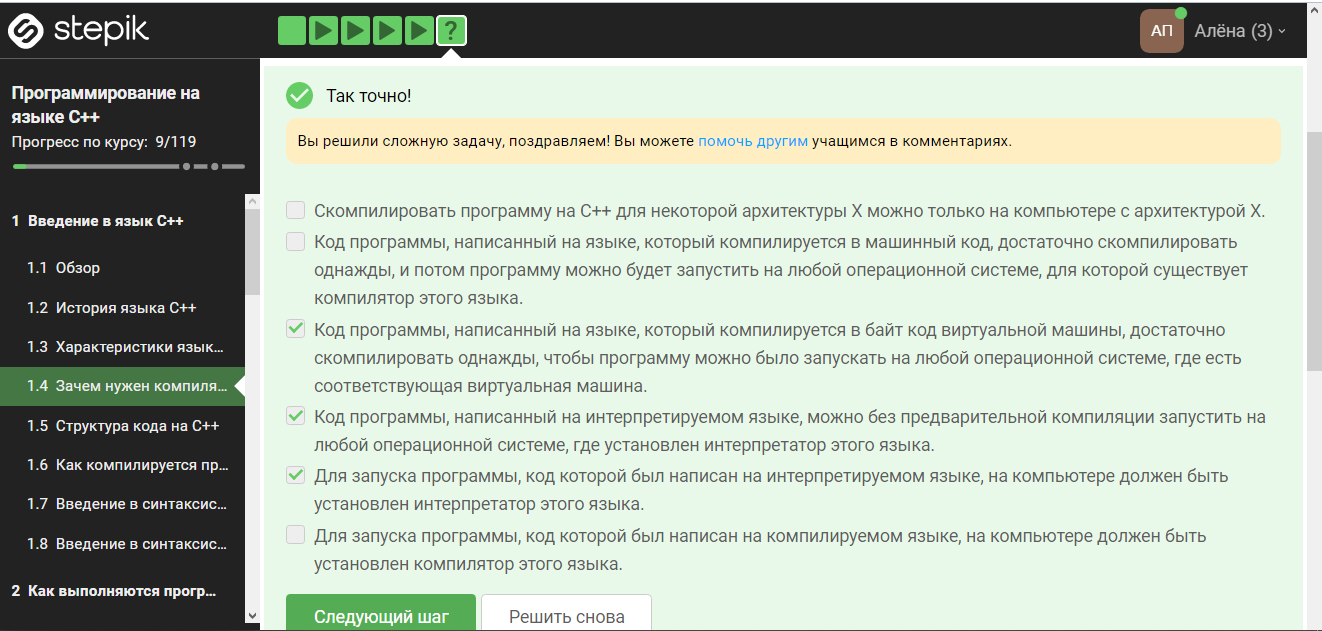 stepik
?
АП
Алёна (3)
Программирование на
языке C++
Прогресс по курсу: 9/119
1 Введение в язык C++
1.1 Обзор
1.2 История языка C++
1.3 Характеристики язык...
1.4 Зачем нужен компиля...
1.5 Структура кода на C++
1.6 Как компилируется пр...
1.7 Введение в синтаксис...
1.8 Введение в синтаксис...
2 Как выполняются прогр...
Так точно!
Вы решили сложную задачу, поздравляем! Вы можете помочь другим учащимся в комментариях.
Скомпилировать программу на C++ для некоторой архитектуры X можно только на компьютере с архитектурой X.
Код программы, написанный на языке, который компилируется в машинный код, достаточно скомпилировать
однажды, и потом программу можно будет запустить на любой операционной системе, для которой существует
компилятор этого языка.
Код программы, написанный на языке, который компилируется в байт код виртуальной машины, достаточно
скомпилировать однажды, чтобы программу можно было запускать на любой операционной системе, где есть
соответствующая виртуальная машина.
Код программы, написанный на интерпретируемом языке, можно без предварительной компиляции запустить на
любой операционной системе, где установлен интерпретатор этого языка.
Для запуска программы, код которой был написан на интерпретируемом языке, на компьютере должен быть
установлен интерпретатор этого языка.
Для запуска программы, код которой был написан на компилируемом языке, на компьютере должен быть
установлен компилятор этого языка.
Следующий шаг
Решить снова